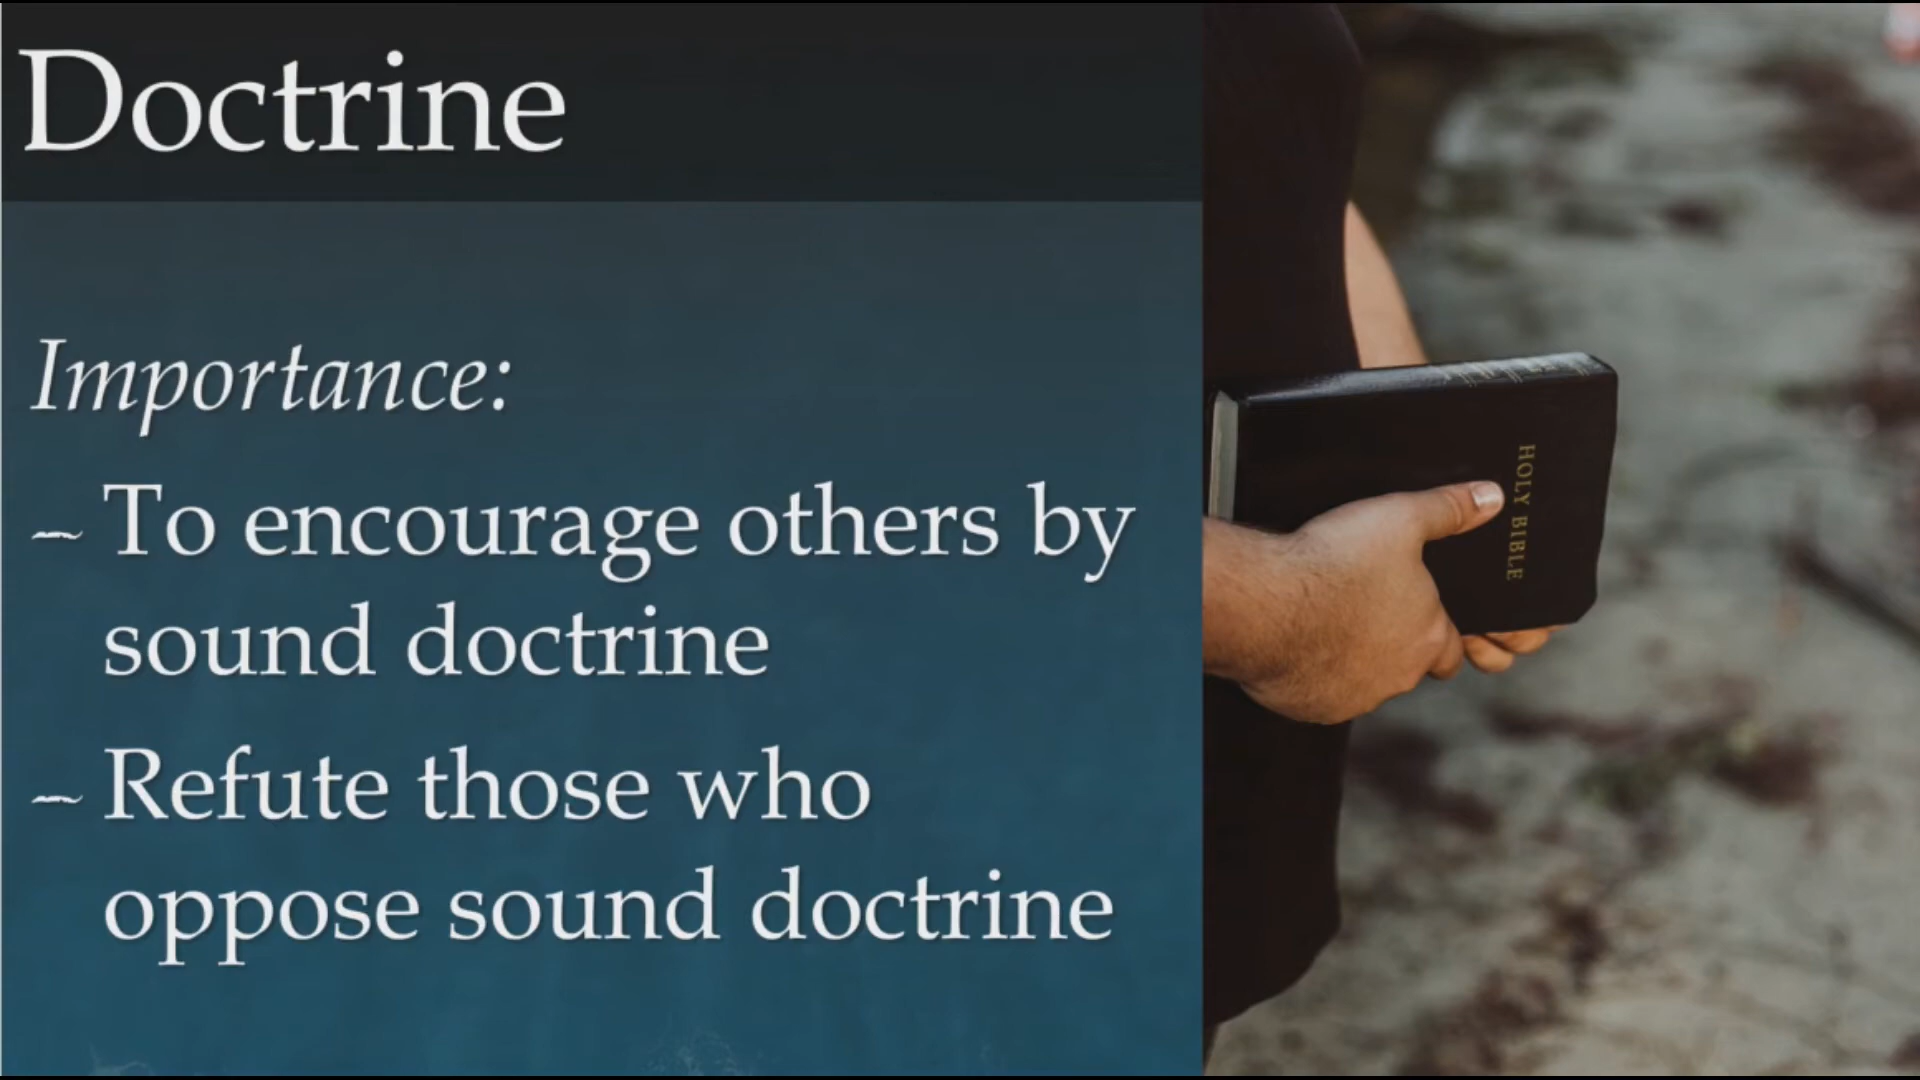 Doctrine
Importance:
~ To encourage others by
sound doctrine
~ Refute those who
oppose sound doctrine
HOLY BIBLE